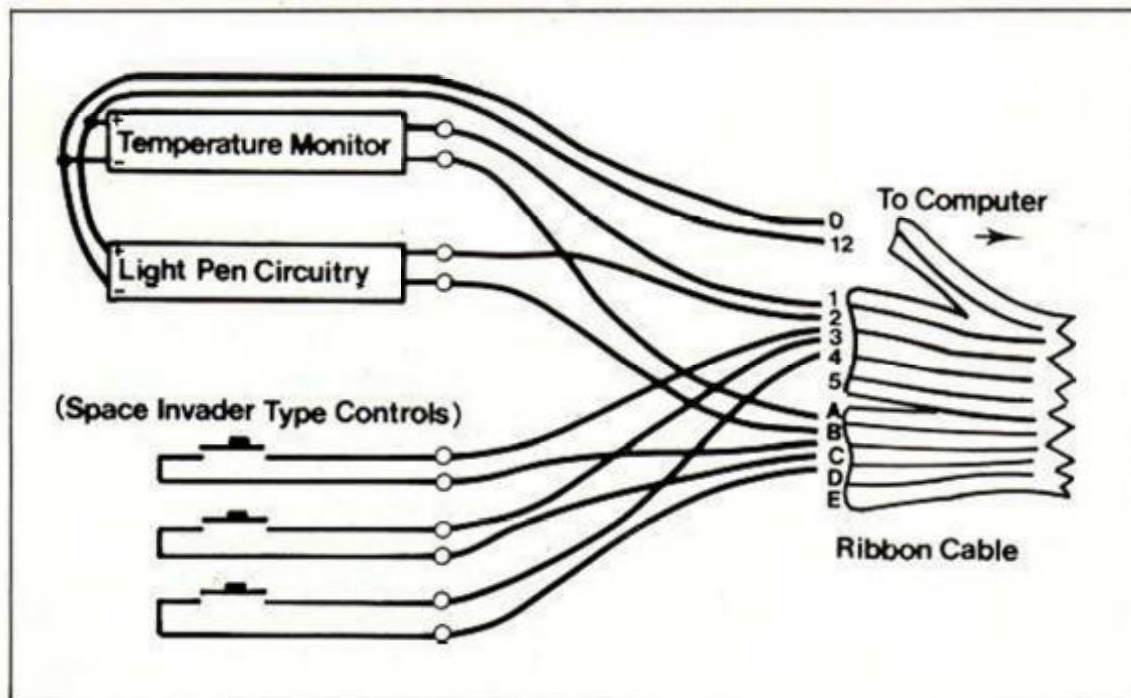 +
Temperature Monitor
-
+
Light Pen Circuitry
-
(Space Invader Type Controls)
0
12
To Computer
1
2
3
4
5
A
B
C
D
E
Ribbon Cable